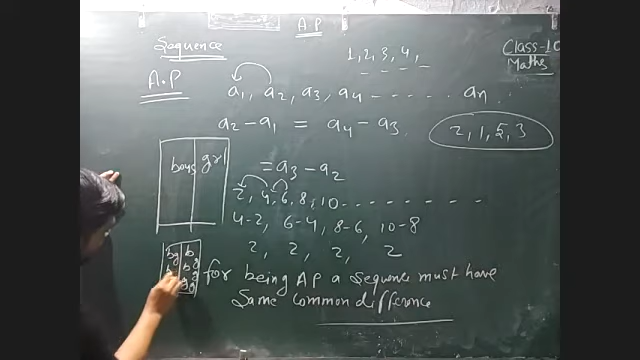 A.P
Sequence
1, 2, 3, 4,
Class-10
Maths
A.P
a1, a2, a3, a4 ------- an
a2 - a1 = a4 - a3
2, 1, 5, 3
boys grl
= a3 - a2
2, 4, 6, 8, 10 - - - - - - - -
4-2, 6-4, 8-6, 10-8
2, 2, 2, 2
for being AP a sequence must have
Same common difference